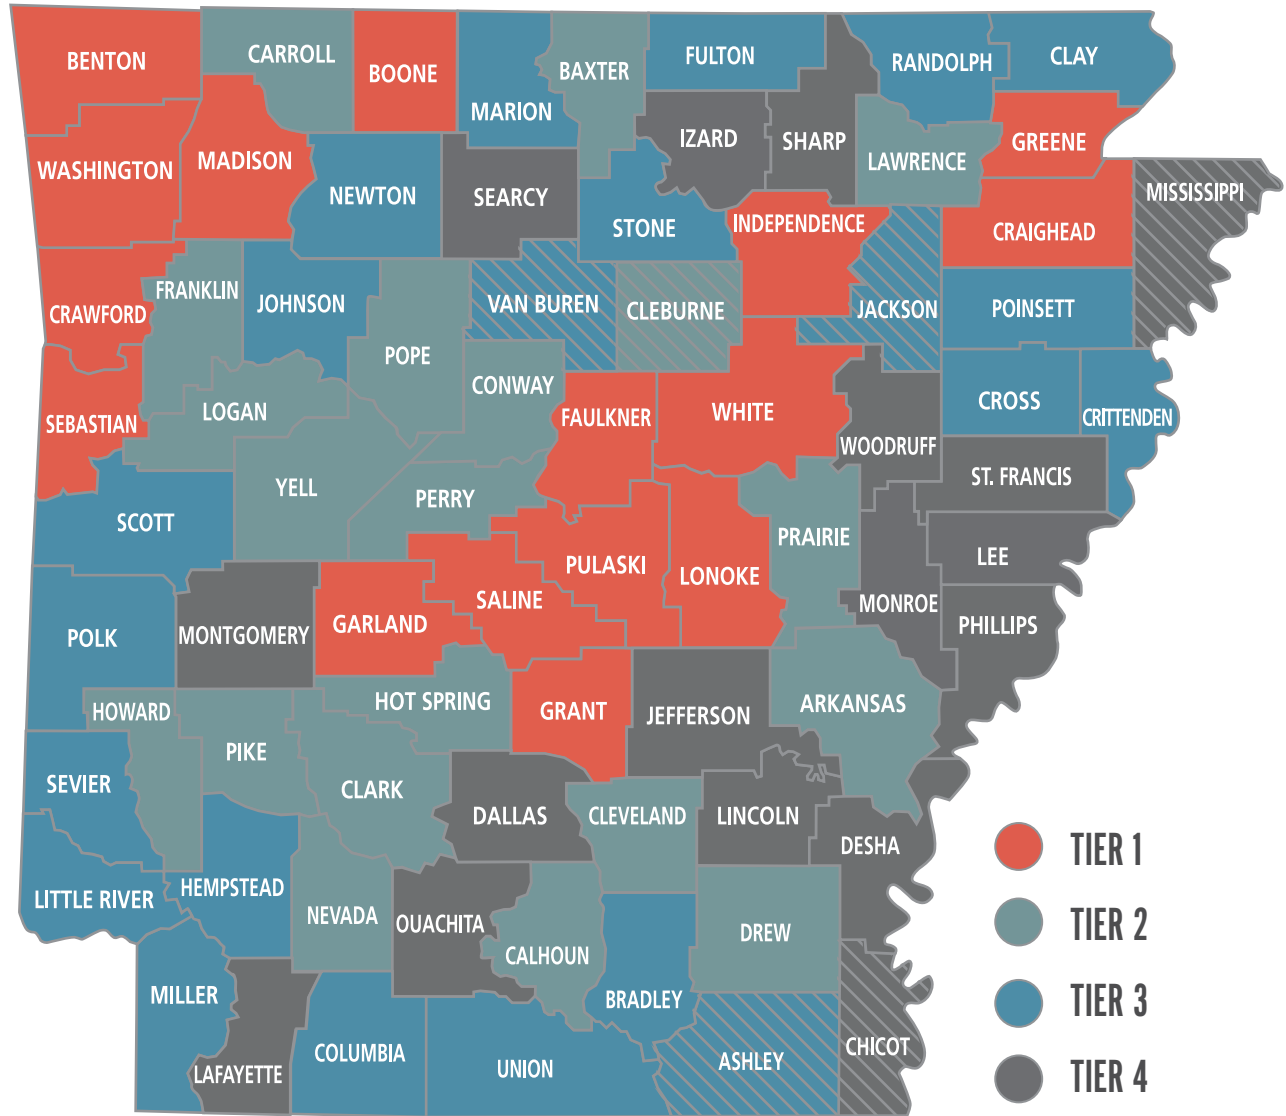 BENTON
CARROLL
BOONE
MARION
BAXTER
FULTON
RANDOLPH
CLAY
WASHINGTON
MADISON
NEWTON
SEARCY
STONE
IZARD
SHARP
LAWRENCE
GREENE
MISSISSIPPI
INDEPENDENCE
CRAIGHEAD
CRAWFORD
FRANKLIN
JOHNSON
POPE
VAN BUREN
CLEBURNE
JACKSON
POINSETT
SEBASTIAN
LOGAN
CONWAY
FAULKNER
WHITE
WOODRUFF
CROSS
CRITTENDEN
SCOTT
YELL
PERRY
PULASKI
LONOKE
PRAIRIE
ST. FRANCIS
LEE
POLK
MONTGOMERY
GARLAND
SALINE
MONROE
PHILLIPS
HOWARD
PIKE
HOT SPRING
GRANT
JEFFERSON
ARKANSAS
SEVIER
CLARK
DALLAS
CLEVELAND
LINCOLN
DESHA
LITTLE RIVER
HEMPSTEAD
NEVADA
OUACHITA
CALHOUN
DREW
MILLER
LAFAYETTE
COLUMBIA
UNION
BRADLEY
ASHLEY
CHICOT
TIER 1
TIER 2
TIER 3
TIER 4